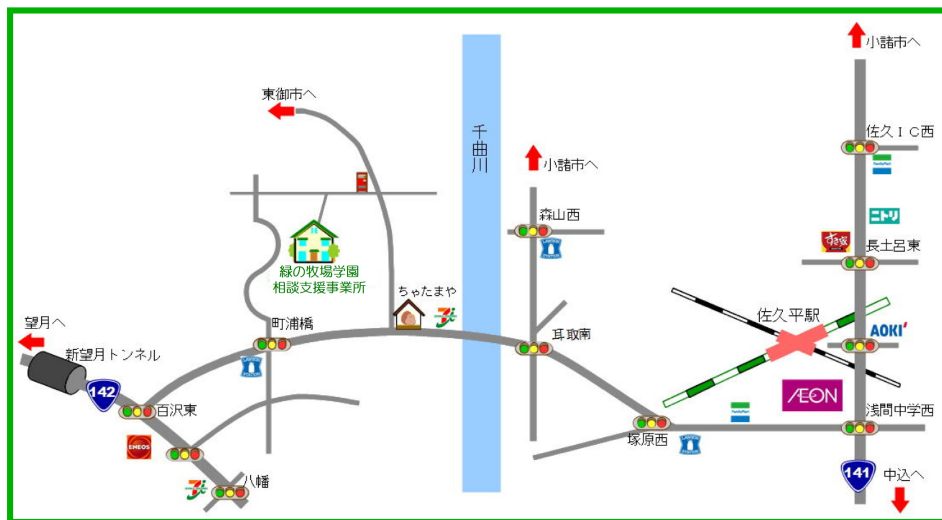 小諸市へ
佐久ＩＣ西
東御市へ
千曲川
小諸市へ
森山西
ニトリ
すき家
長土呂東
緑の牧場学園
相談支援事業所
ちゃたまや
佐久平駅
AOKI
望月へ
町浦橋
耳取南
新望月トンネル
142
百沢東
ÆON
浅間中学西
塚原西
ENEOS
八幡
141
中込へ